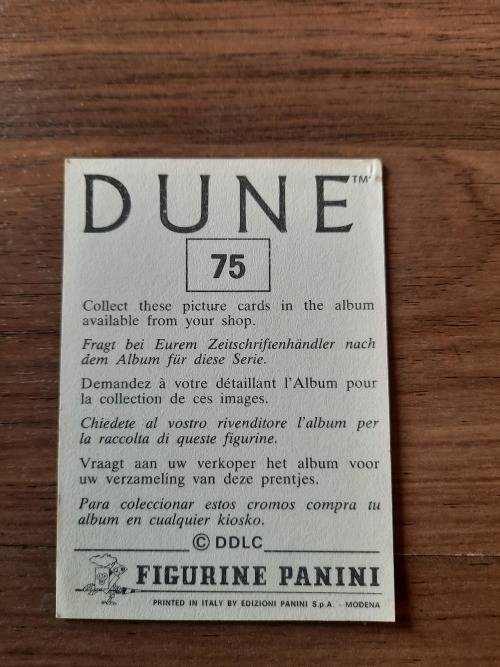 DUNE™
75
Collect these picture cards in the album
available from your shop.
Fragt bei Eurem Zeitschriftenhändler nach
dem Album für diese Serie.
Demandez à votre détaillant l'Album pour
la collection de ces images.
Chiedete al vostro rivenditore l'album per
la raccolta di queste figurine.
Vraagt aan uw verkoper het album voor
uw verzameling van deze prentjes.
Para coleccionar estos cromos compra tu
album en cualquier kiosko.
© DDLC
FIGURINE PANINI
PRINTED IN ITALY BY EDIZIONI PANINI S.p.A. - MODENA